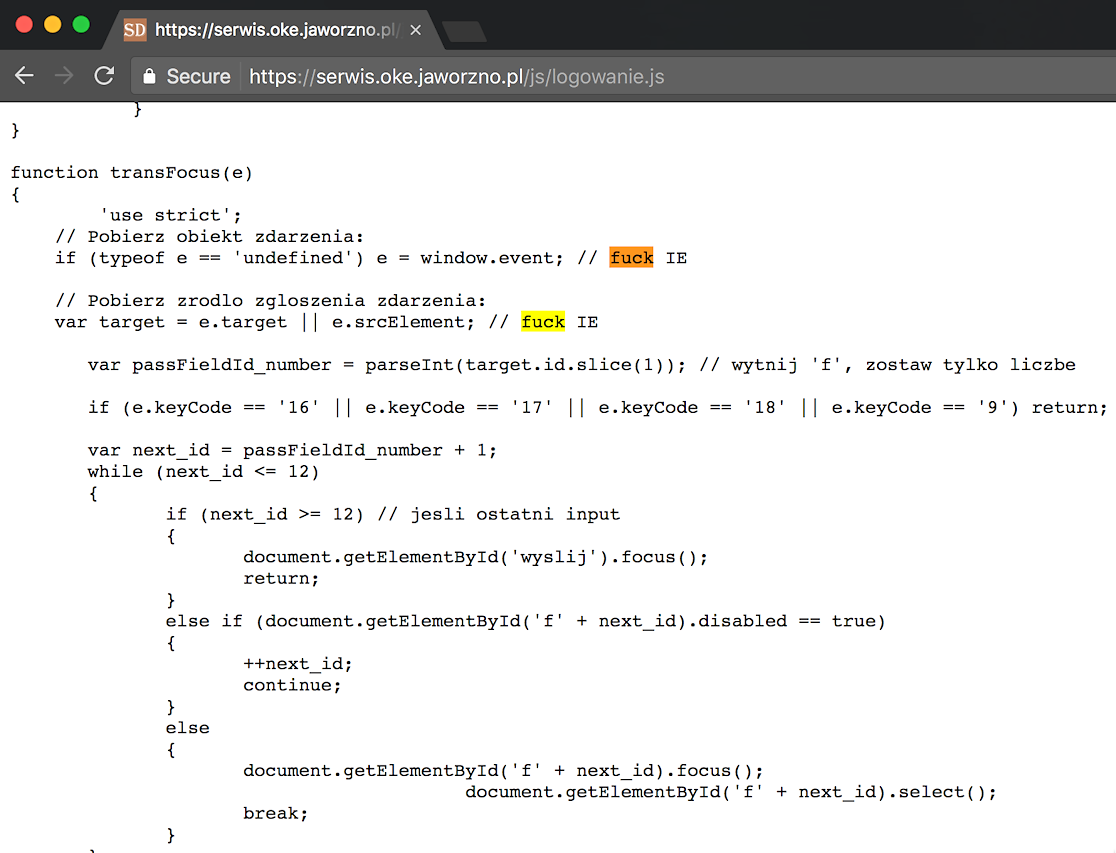 SD https://serwis.oke.jaworzno.pl/ ×
Secure https://serwis.oke.jaworzno.pl/js/logowanie.js
}
}
function transFocus(e)
{
'use strict';
// Pobierz obiekt zdarzenia:
if (typeof e == 'undefined') e = window.event; // fuck IE
// Pobierz zrodlo zgloszenia zdarzenia:
var target = e.target || e.srcElement; // fuck IE
var passFieldId_number = parseInt(target.id.slice(1)); // wytnij 'f', zostaw tylko liczbe
if (e.keyCode == '16' || e.keyCode == '17' || e.keyCode == '18' || e.keyCode == '9') return;
var next_id = passFieldId_number + 1;
while (next_id <= 12)
{
if (next_id >= 12) // jesli ostatni input
{
document.getElementById('wyslij').focus();
return;
}
else if (document.getElementById('f' + next_id).disabled == true)
{
++next_id;
continue;
}
else
{
document.getElementById('f' + next_id).focus();
document.getElementById('f' + next_id).select();
break;
}